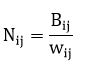 N_ij = B_ij / w_ij